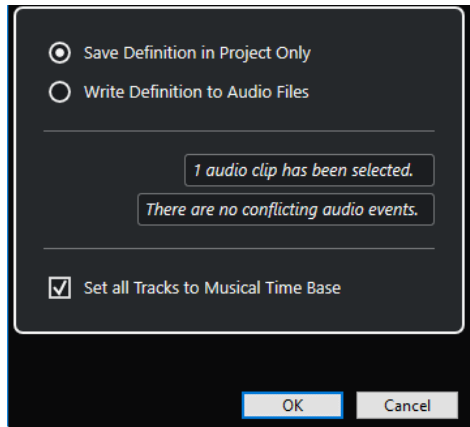 Save Definition in Project Only
Write Definition to Audio Files
1 audio clip has been selected.
There are no conflicting audio events.
Set all Tracks to Musical Time Base
OK Cancel